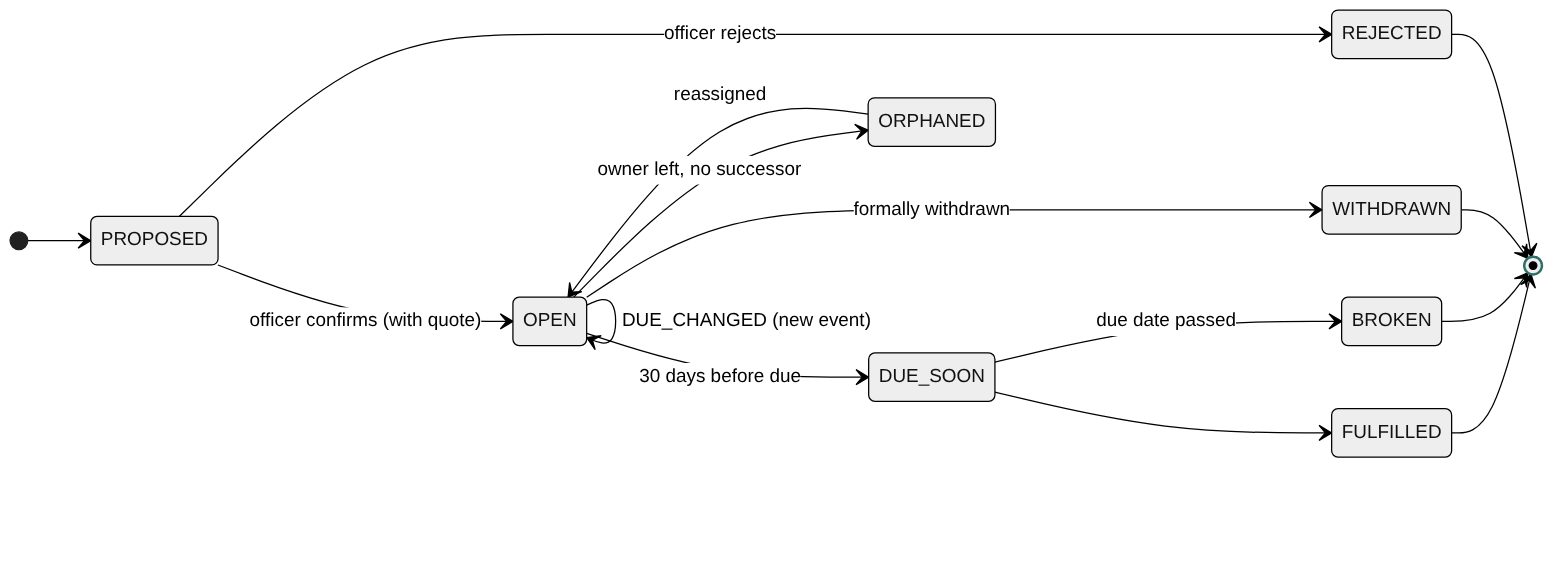 officer rejects
REJECTED
reassigned
ORPHANED
owner left, no successor
formally withdrawn
WITHDRAWN
PROPOSED
officer confirms (with quote)
OPEN
DUE_CHANGED (new event)
due date passed
BROKEN
30 days before due
DUE_SOON
FULFILLED